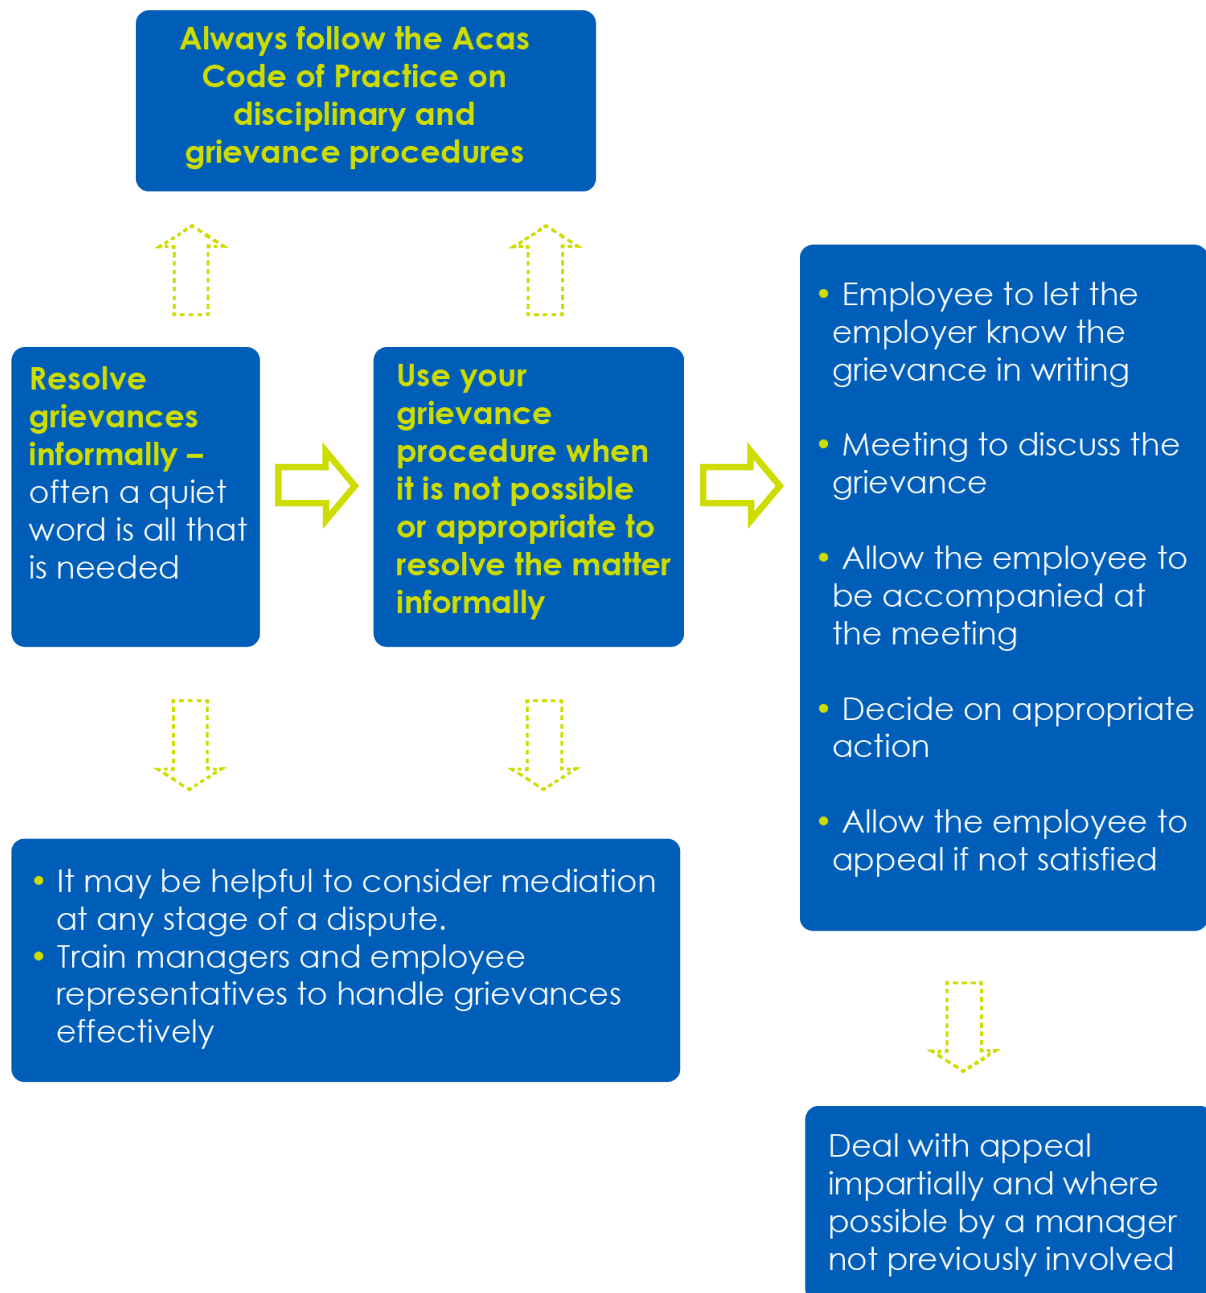 Always follow the Acas
Code of Practice on
disciplinary and
grievance procedures
Resolve
grievances
informally –
often a quiet
word is all that
is needed
Use your
grievance
procedure when
it is not possible
or appropriate to
resolve the matter
informally
• Employee to let the
employer know the
grievance in writing
• Meeting to discuss the
grievance
• Allow the employee to
be accompanied at
the meeting
• Decide on appropriate
action
• Allow the employee to
appeal if not satisfied
• It may be helpful to consider mediation
at any stage of a dispute.
• Train managers and employee
representatives to handle grievances
effectively
Deal with appeal
impartially and where
possible by a manager
not previously involved